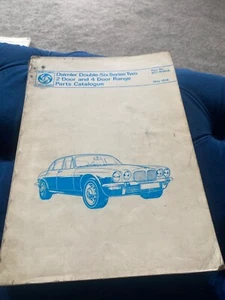 Daimler Double-Six Series Two
2 Door and 4 Door Range
Parts Catalogue